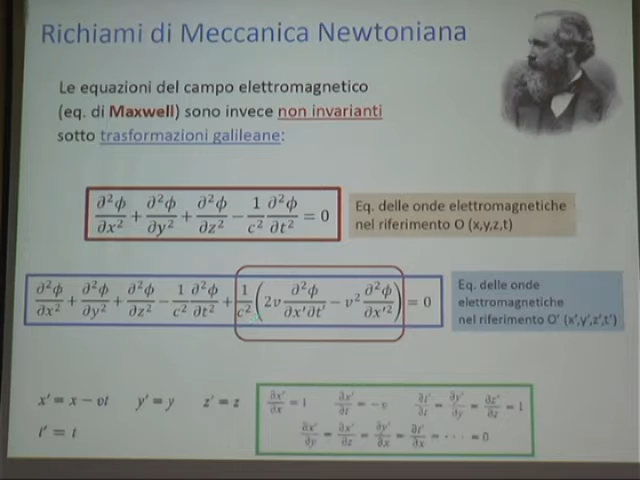 Richiami di Meccanica Newtoniana
Le equazioni del campo elettromagnetico
(eq. di Maxwell) sono invece non invarianti
sotto trasformazioni galileane:
∂²ϕ/∂x² + ∂²ϕ/∂y² + ∂²ϕ/∂z² − 1/c² ∂²ϕ/∂t² = 0
Eq. delle onde elettromagnetiche
nel riferimento O (x,y,z,t)
∂²ϕ/∂x² + ∂²ϕ/∂y² + ∂²ϕ/∂z² − 1/c² ∂²ϕ/∂t² + 1/c² (2v ∂²ϕ/∂x'∂t' − v² ∂²ϕ/∂x'²) = 0
Eq. delle onde
elettromagnetiche
nel riferimento O' (x',y',z',t')
x' = x − vt y' = y z' = z
t' = t
∂x'/∂x = 1 ∂x'/∂t = −v ∂t'/∂t = ∂y'/∂y = ∂z'/∂z = 1
∂x'/∂y = ∂x'/∂z = ∂y'/∂x = ∂t'/∂x = ⋯ = 0